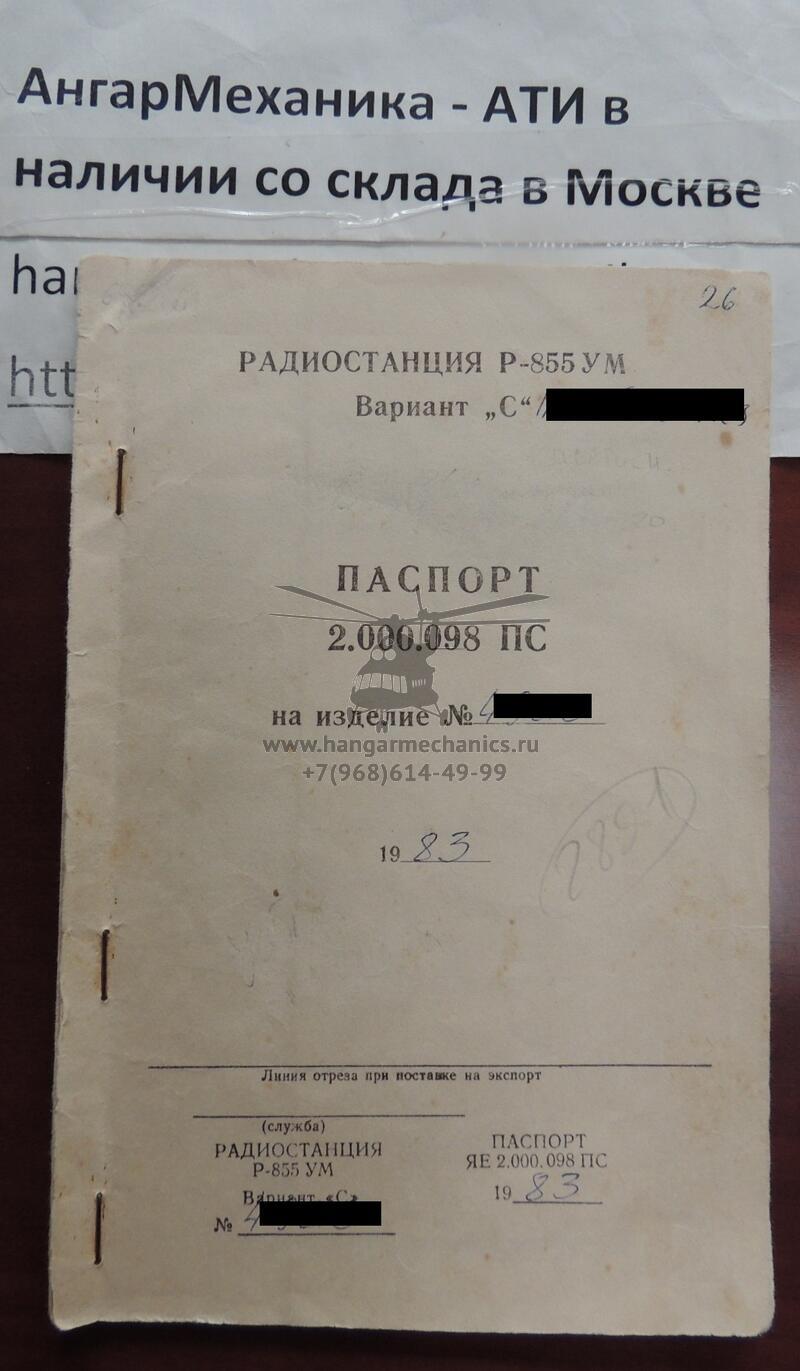 АнгарМеханика - АТИ в
наличии со склада в Москве
htt
26
РАДИОСТАНЦИЯ Р-855 УМ
Вариант „С“
ПАСПОРТ
2.000.098 ПС
на изделие №
www.hangarmechanics.ru
+7(968)614-49-99
19 83
Линия отреза при поставке на экспорт
(служба)
РАДИОСТАНЦИЯ
Р-855 УМ
Вариант «С»
№
ПАСПОРТ
ЯЕ 2.000.098 ПС
19 83